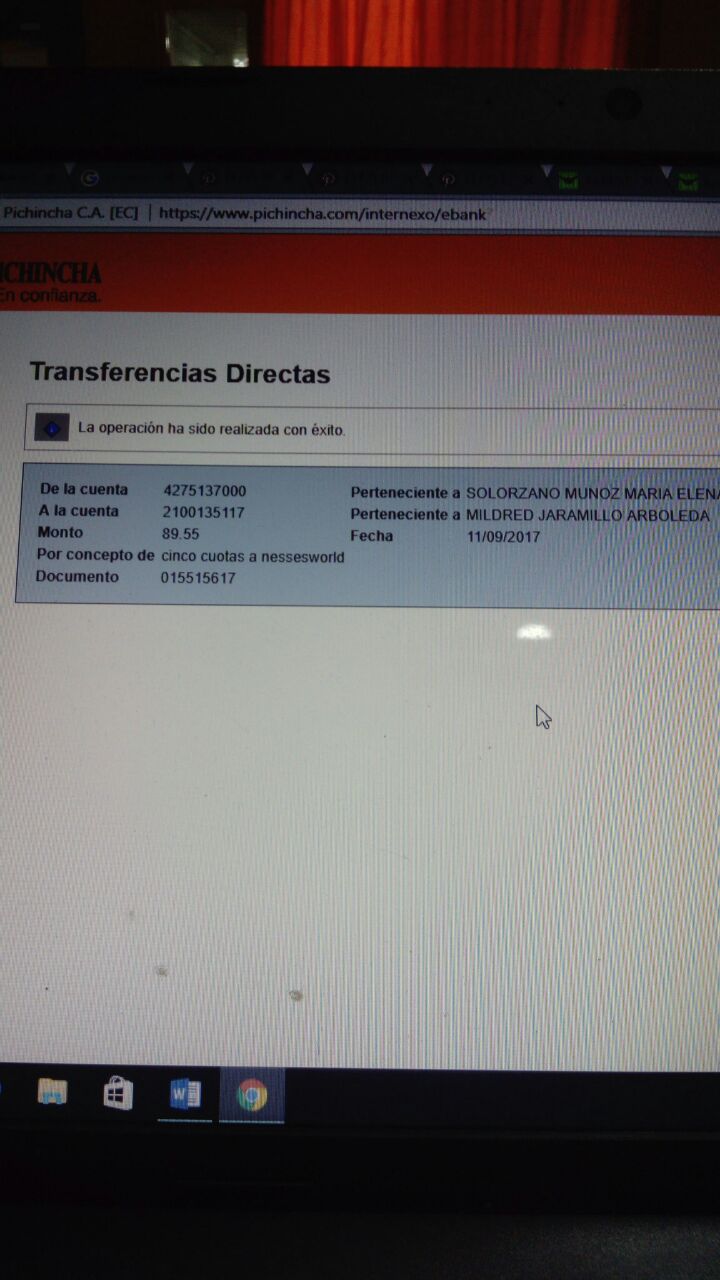 Pichincha C.A. [EC] | https://www.pichincha.com/internexo/ebank
ICHINCHA
En confianza.
Transferencias Directas
La operación ha sido realizada con éxito.
De la cuenta 4275137000 Perteneciente a SOLORZANO MUNOZ MARIA ELENA
A la cuenta 2100135117 Perteneciente a MILDRED JARAMILLO ARBOLEDA
Monto 89.55 Fecha 11/09/2017
Por concepto de cinco cuotas a nessesworld
Documento 015515617